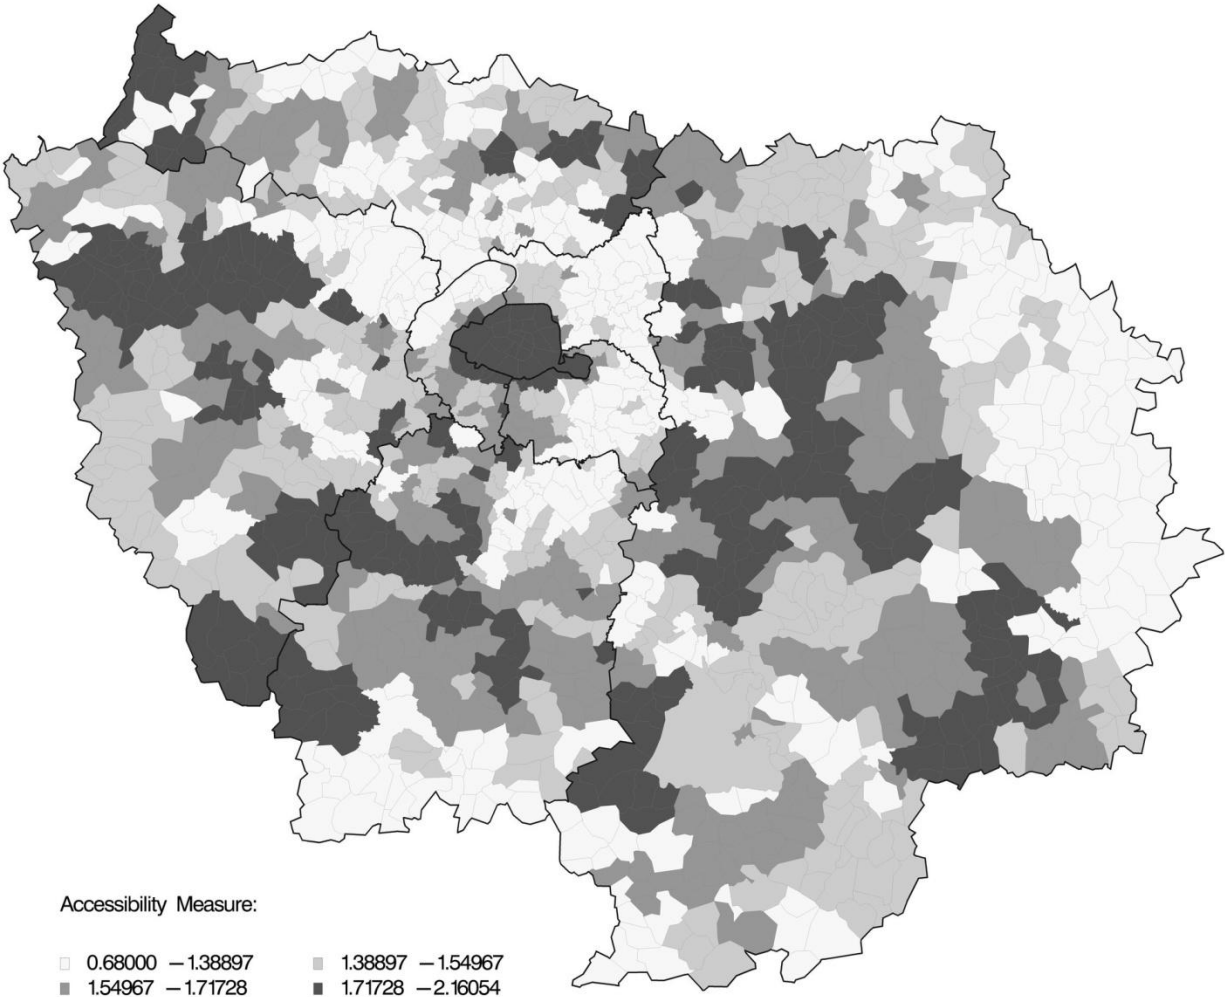 Accessibility Measure:
0.68000 – 1.38897 1.38897 – 1.54967
1.54967 – 1.71728 1.71728 – 2.16054